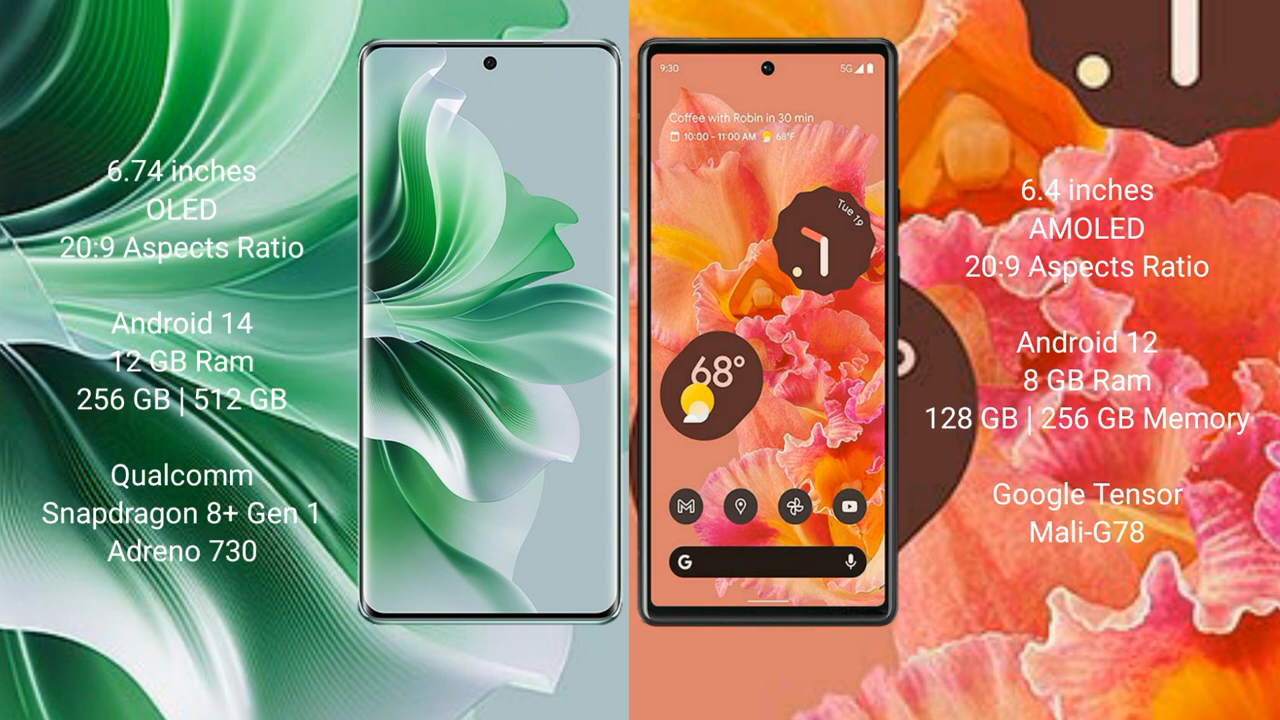 6.74 inches
OLED
20:9 Aspects Ratio
Android 14
12 GB Ram
256 GB | 512 GB
Qualcomm
Snapdragon 8+ Gen 1
Adreno 730
9:30
5G
Coffee with Robin in 30 min
10:00 - 11:00 AM 68°F
Tue 19
68°
G
6.4 inches
AMOLED
20:9 Aspects Ratio
Android 12
8 GB Ram
128 GB | 256 GB Memory
Google Tensor
Mali-G78